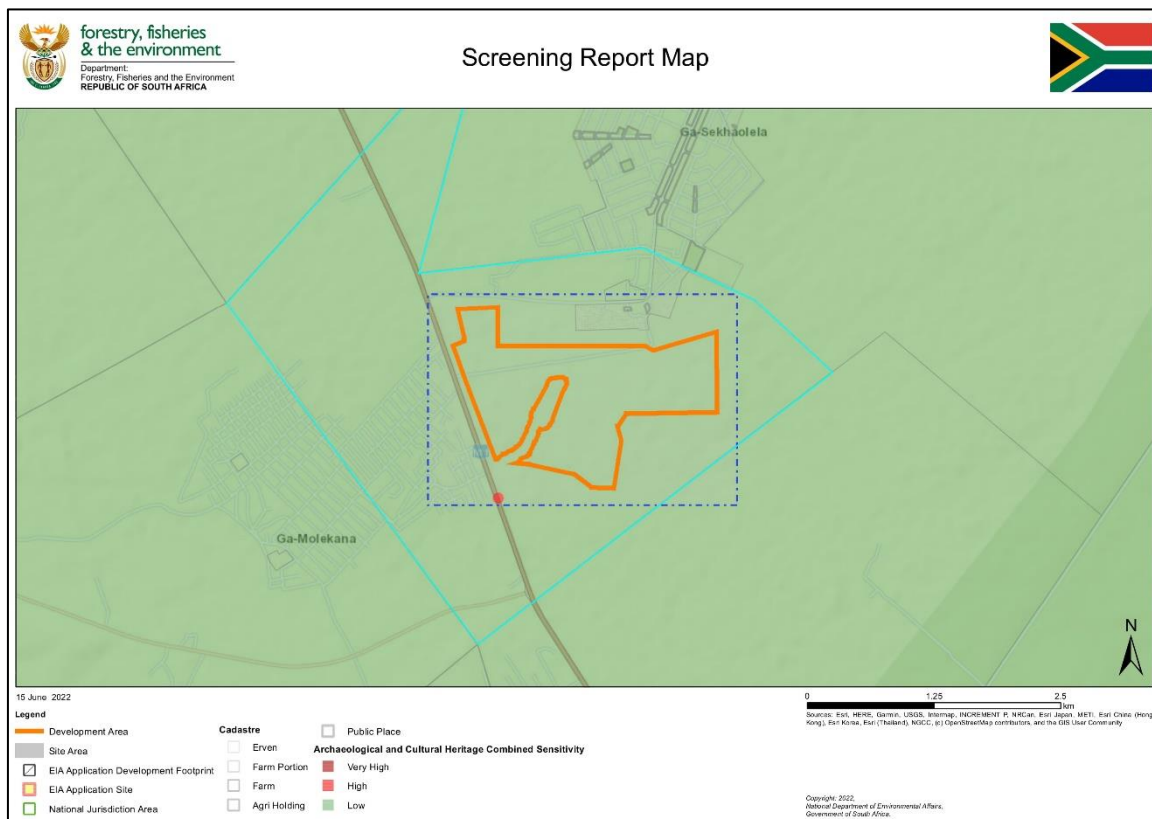 forestry, fisheries
& the environment
Department:
Forestry, Fisheries and the Environment
REPUBLIC OF SOUTH AFRICA
Screening Report Map
Ga-Sekhaolela
Ga-Molekana
N
15 June 2022
0 1.25 2.5
km
Legend
Development Area
Site Area
EIA Application Development Footprint
EIA Application Site
National Jurisdiction Area
Cadastre
Erven
Farm Portion
Farm
Agri Holding
Public Place
Archaeological and Cultural Heritage Combined Sensitivity
Very High
High
Low
Sources: Esri, HERE, Garmin, USGS, Intermap, INCREMENT P, NRCan, Esri Japan, METI, Esri China (Hong
Kong), Esri Korea, Esri (Thailand), NGCC, (c) OpenStreetMap contributors, and the GIS User Community
Copyright: 2022,
National Department of Environmental Affairs,
Government of South Africa.